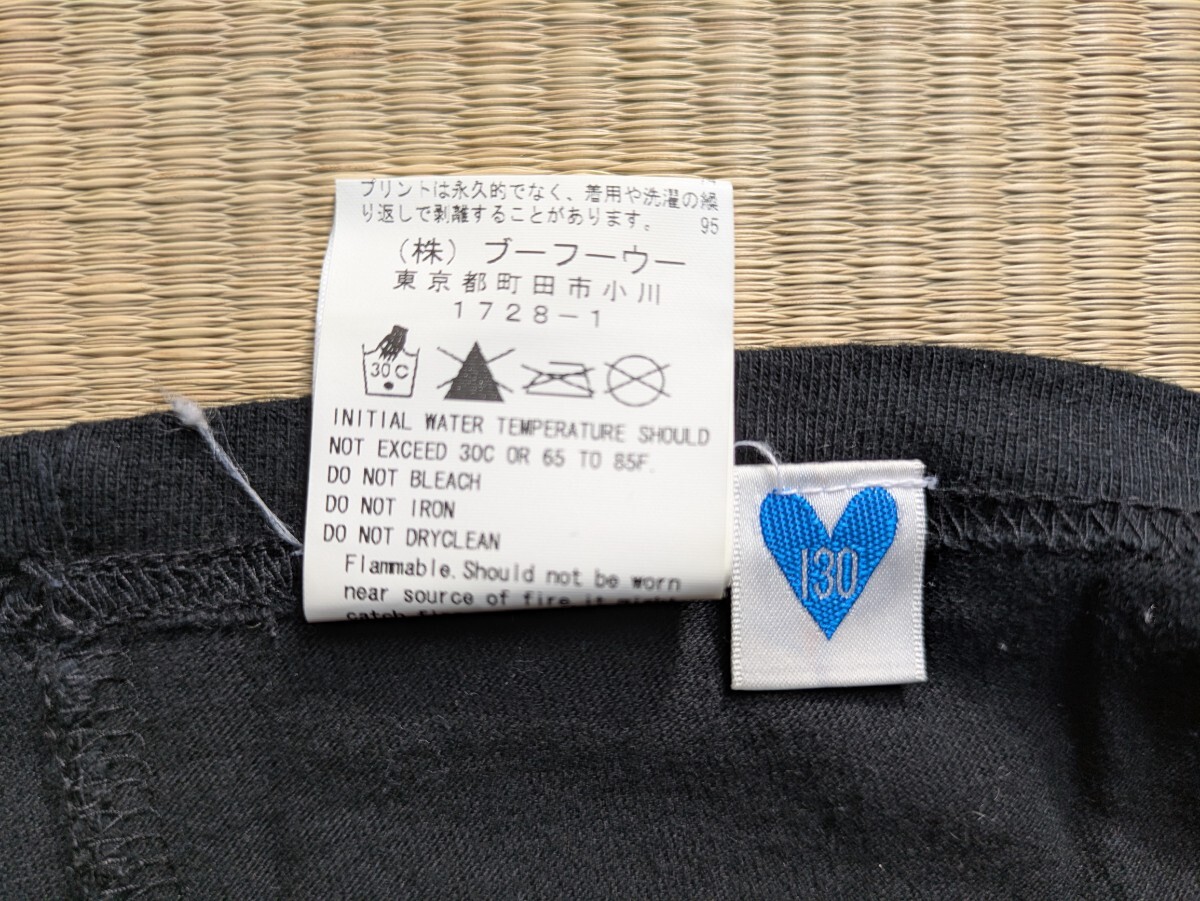 プリントは永久的でなく、着用や洗濯の繰
り返しで剥離することがあります。 95
(株) ブーフーウー
東京都町田市小川
1728-1
30C
INITIAL WATER TEMPERATURE SHOULD
NOT EXCEED 30C OR 65 TO 85F.
DO NOT BLEACH
DO NOT IRON
DO NOT DRYCLEAN
Flammable. Should not be worn
near source of fire it
catch
130